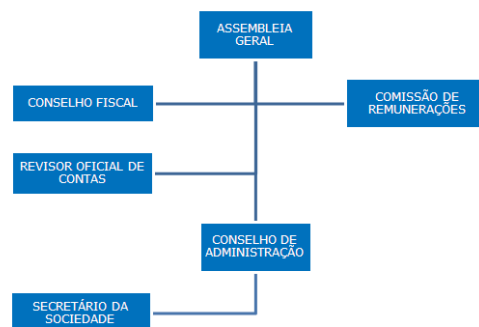 ASSEMBLEIA
GERAL
CONSELHO FISCAL
COMISSÃO DE
REMUNERAÇÕES
REVISOR OFICIAL DE
CONTAS
CONSELHO DE
ADMINISTRAÇÃO
SECRETÁRIO DA
SOCIEDADE